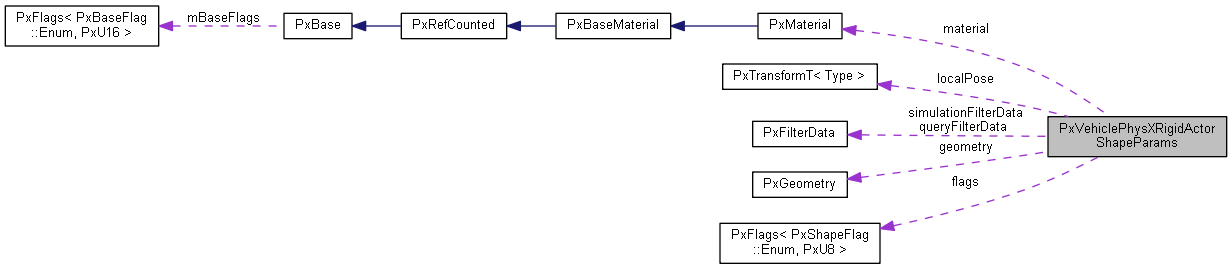 PxFlags< PxBaseFlag
::Enum, PxU16 >
mBaseFlags
PxBase
PxRefCounted
PxBaseMaterial
PxMaterial
material
PxTransformT< Type >
localPose
simulationFilterData
queryFilterData
PxFilterData
PxVehiclePhysXRigidActor
ShapeParams
geometry
PxGeometry
flags
PxFlags< PxShapeFlag
::Enum, PxU8 >